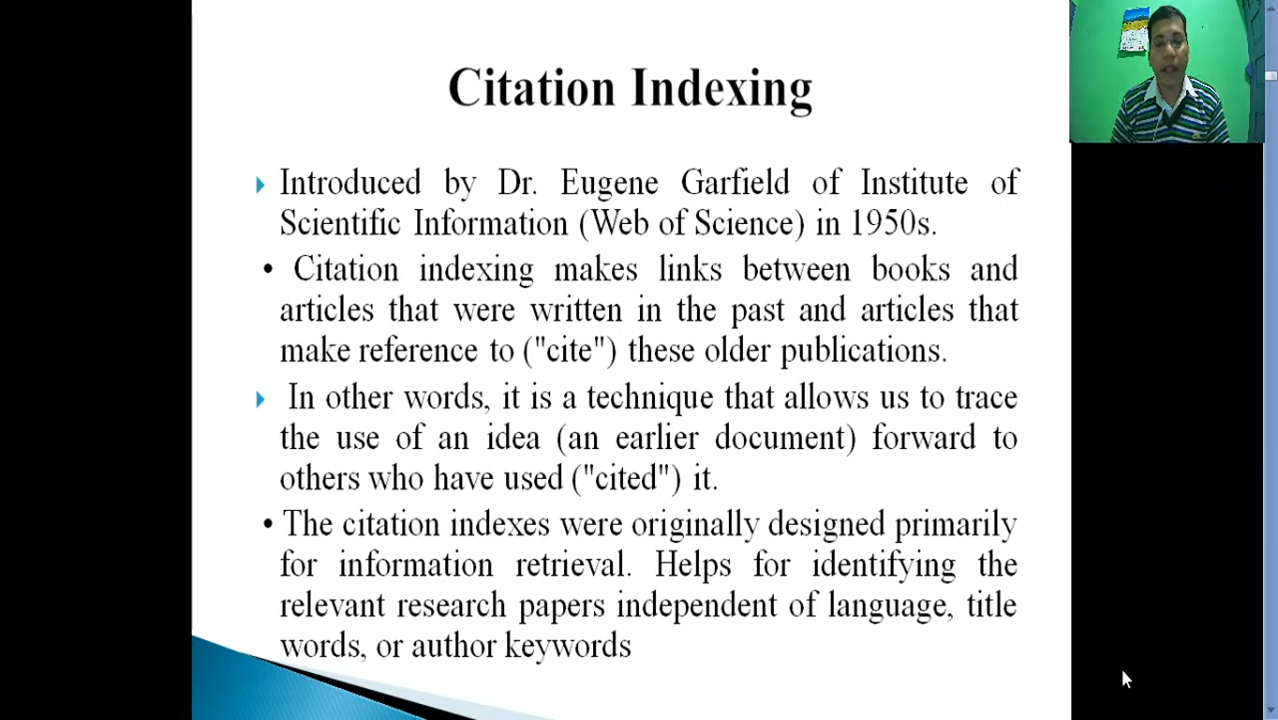 Citation Indexing
Introduced by Dr. Eugene Garfield of Institute of
Scientific Information (Web of Science) in 1950s.
• Citation indexing makes links between books and
articles that were written in the past and articles that
make reference to ("cite") these older publications.
In other words, it is a technique that allows us to trace
the use of an idea (an earlier document) forward to
others who have used ("cited") it.
• The citation indexes were originally designed primarily
for information retrieval. Helps for identifying the
relevant research papers independent of language, title
words, or author keywords